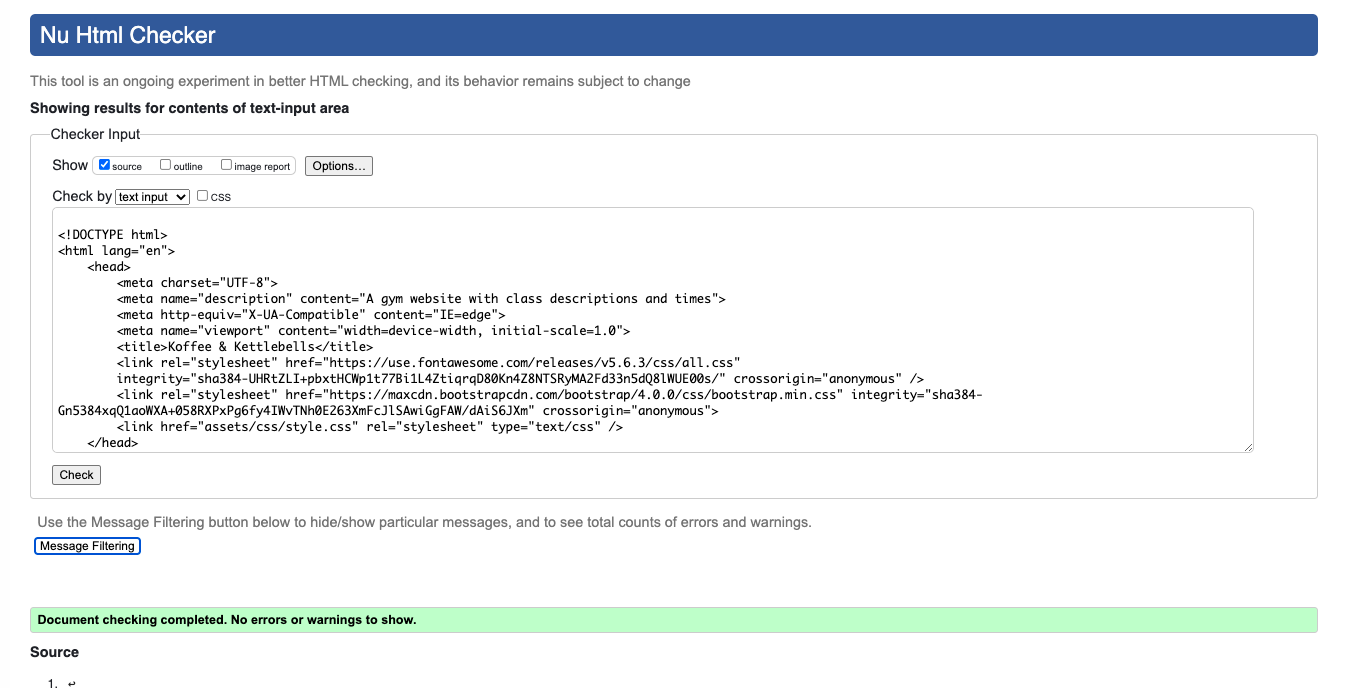 Nu Html Checker
This tool is an ongoing experiment in better HTML checking, and its behavior remains subject to change
Showing results for contents of text-input area
Checker Input
Show source outline image report Options...
Check by text input css
<!DOCTYPE html>
<html lang="en">
    <head>
        <meta charset="UTF-8">
        <meta name="description" content="A gym website with class descriptions and times">
        <meta http-equiv="X-UA-Compatible" content="IE=edge">
        <meta name="viewport" content="width=device-width, initial-scale=1.0">
        <title>Koffee & Kettlebells</title>
        <link rel="stylesheet" href="https://use.fontawesome.com/releases/v5.6.3/css/all.css"
        integrity="sha384-UHRtZLI+pbxtHCWp1t77Bi1L4ZtiqrqD80Kn4Z8NTSRyMA2Fd33n5dQ8lWUE00s/" crossorigin="anonymous" />
        <link rel="stylesheet" href="https://maxcdn.bootstrapcdn.com/bootstrap/4.0.0/css/bootstrap.min.css" integrity="sha384-
Gn5384xqQ1aoWXA+058RXPxPg6fy4IWvTNh0E263XmFcJlSAwiGgFAW/dAiS6JXm" crossorigin="anonymous">
        <link href="assets/css/style.css" rel="stylesheet" type="text/css" />
    </head>
Check
Use the Message Filtering button below to hide/show particular messages, and to see total counts of errors and warnings.
Message Filtering
Document checking completed. No errors or warnings to show.
Source
1. ↩